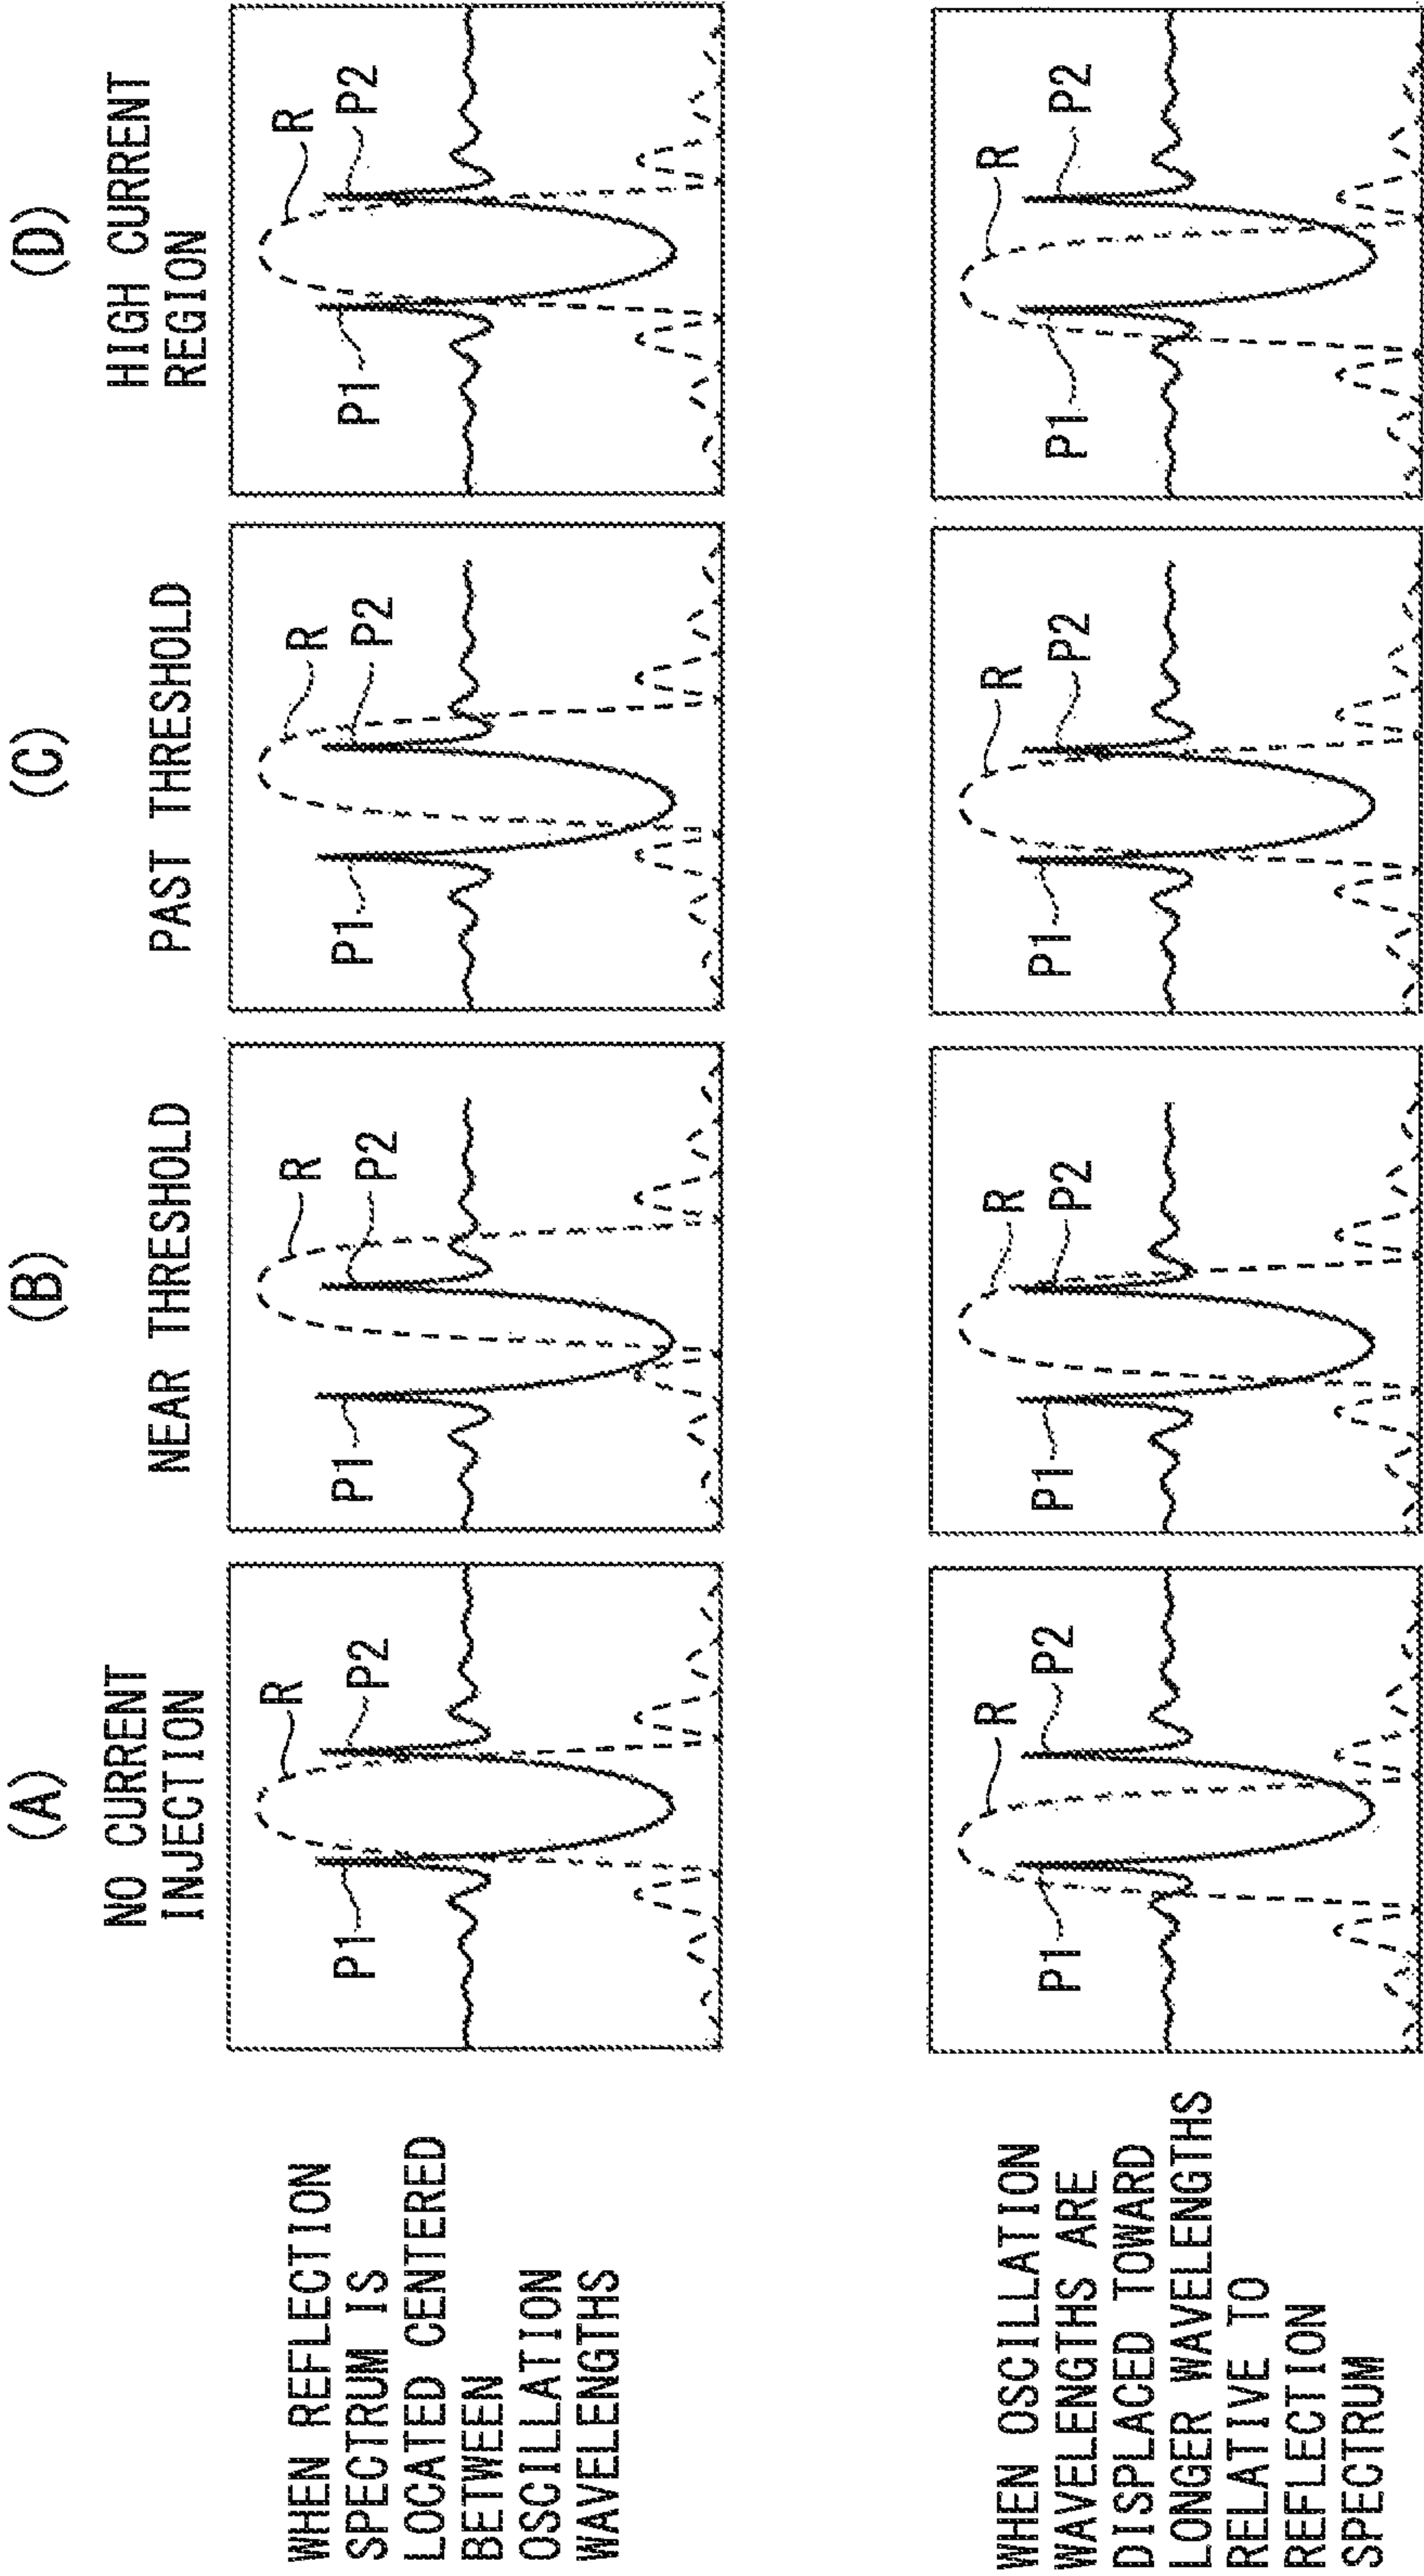 (A)
NO CURRENT
INJECTION
(B)
NEAR THRESHOLD
(C)
PAST THRESHOLD
(D)
HIGH CURRENT
REGION
WHEN REFLECTION
SPECTRUM IS
LOCATED CENTERED
BETWEEN
OSCILLATION
WAVELENGTHS
P1
R
P2
P1
R
P2
P1
R
P2
P1
R
P2
WHEN OSCILLATION
WAVELENGTHS ARE
DISPLACED TOWARD
LONGER WAVELENGTHS
RELATIVE TO
REFLECTION
SPECTRUM
P1
R
P2
P1
R
P2
P1
R
P2
P1
R
P2